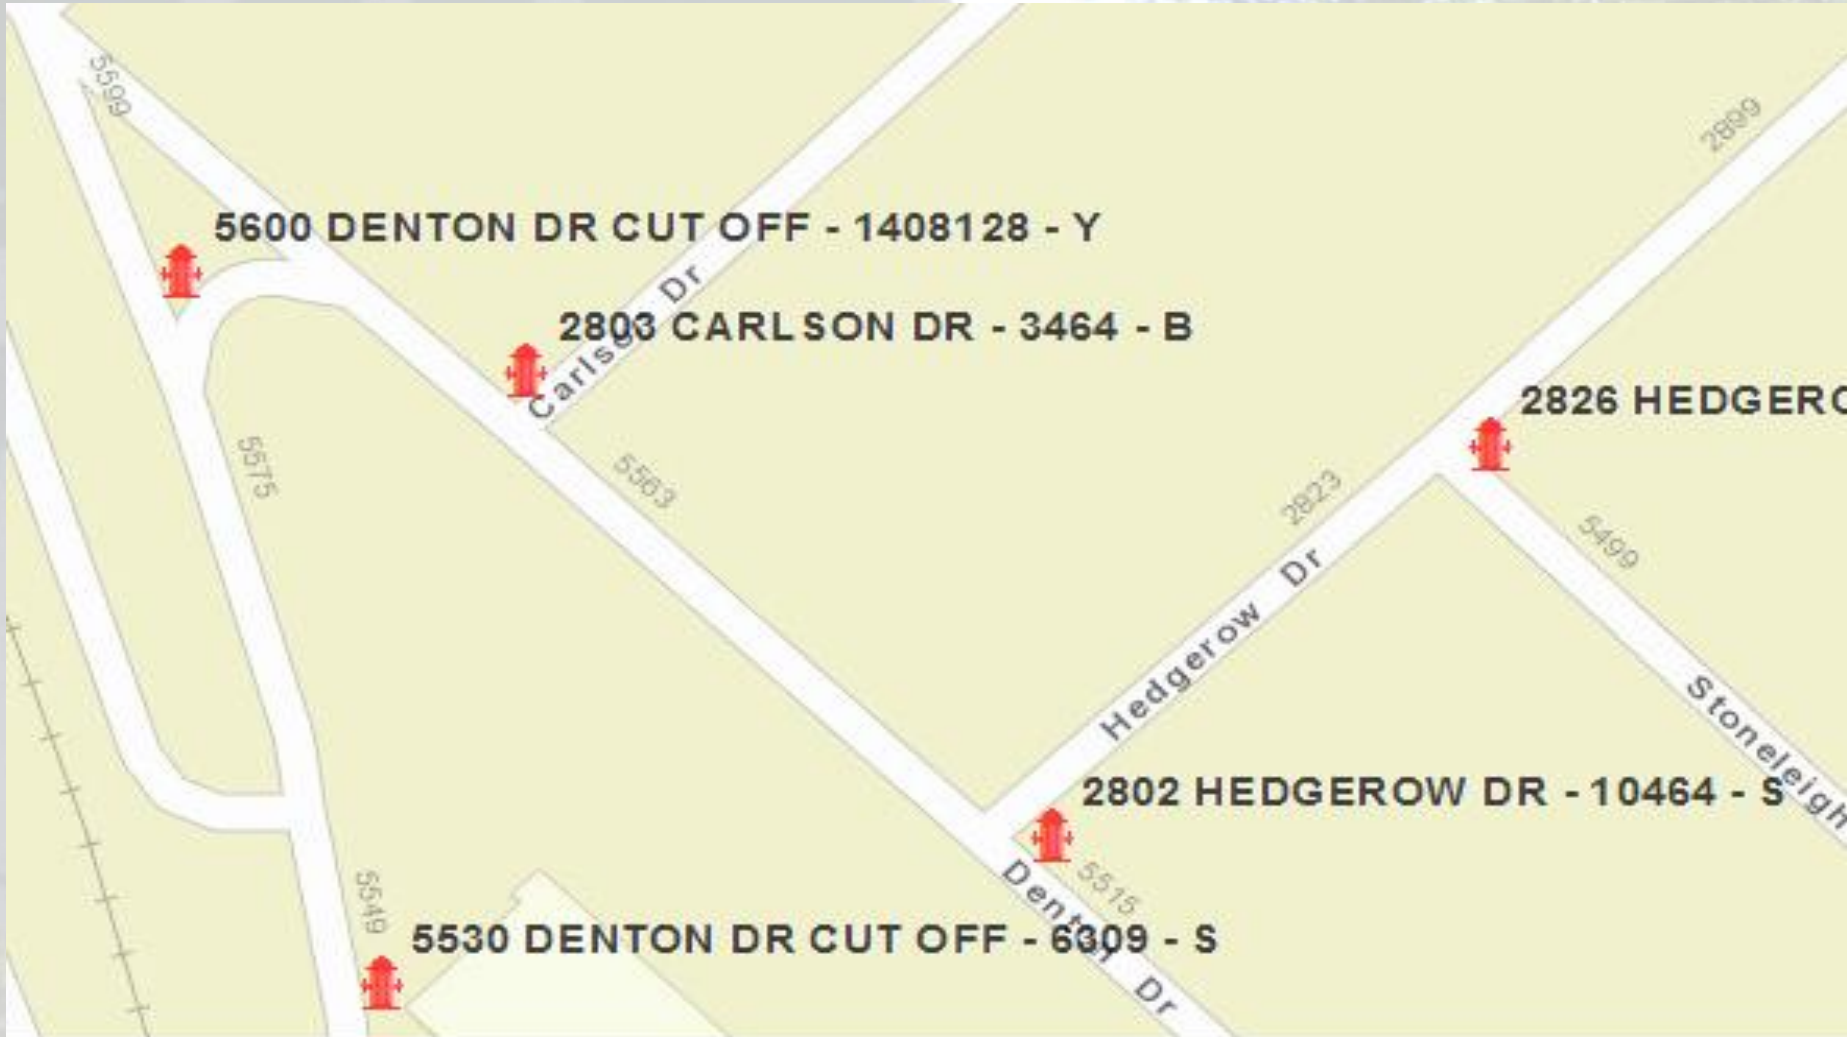 5599
2899
5600 DENTON DR CUT OFF - 1408128 - Y
Carlson Dr
2803 CARLSON DR - 3464 - B
2826 HEDGERO
5575
5563
2823
5499
Hedgerow Dr
Stoneleigh
2802 HEDGEROW DR - 10464 - S
5549
5515
Denton Dr
5530 DENTON DR CUT OFF - 6309 - S